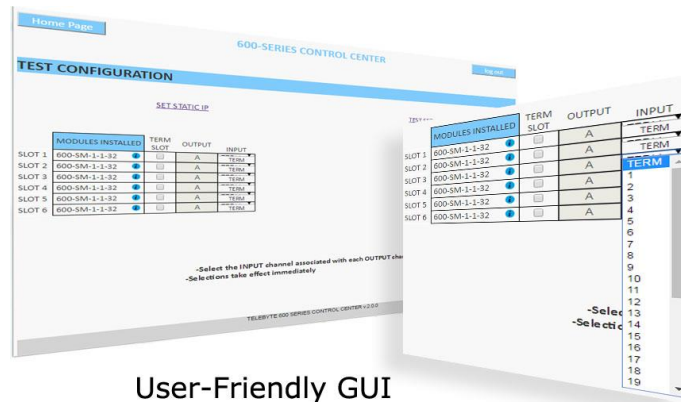 Home Page
600-SERIES CONTROL CENTER
log out
TEST CONFIGURATION
SET STATIC IP
MODULES INSTALLED TERM SLOT OUTPUT INPUT
SLOT 1 600-SM-1-1-32 i A TERM
SLOT 2 600-SM-1-1-32 i A TERM
SLOT 3 600-SM-1-1-32 i A TERM
SLOT 4 600-SM-1-1-32 i A TERM
SLOT 5 600-SM-1-1-32 i A TERM
SLOT 6 600-SM-1-1-32 i A TERM
-Select the INPUT channel associated with each OUTPUT
-Selections take effect immediately
TELEBYTE 600 SERIES CONTROL CENTER v.2.0.0
MODULES INSTALLED TERM SLOT OUTPUT INPUT
SLOT 1 600-SM-1-1-32 i A TERM
SLOT 2 600-SM-1-1-32 i A TERM
SLOT 3 600-SM-1-1-32 i A
SLOT 4 600-SM-1-1-32 i A
SLOT 5 600-SM-1-1-32 i A
SLOT 6 600-SM-1-1-32 i A
TERM
1
2
3
4
5
6
7
8
9
10
11
12
13
14
15
16
17
18
19
-Selec
-Selectic
User-Friendly GUI